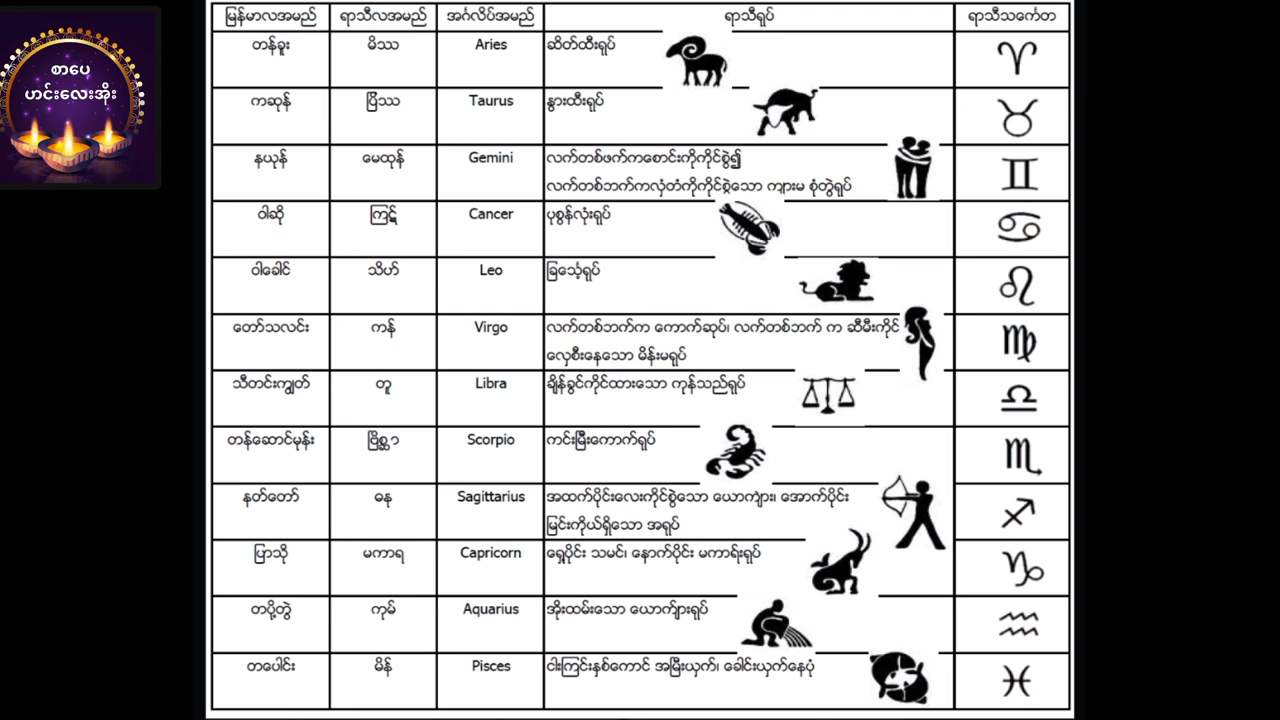 စာပေ
ဟင်းလေးအိုး
မြန်မာလအမည် ရာသီလအမည် အင်္ဂလိပ်အမည် ရာသီရုပ် ရာသီသင်္ကေတ
တန်ခူး မိဿ Aries ဆိတ်ထီးရုပ်
ကဆုန် ပြိဿ Taurus နွားထီးရုပ်
နယုန် မေထုန် Gemini လက်တစ်ဖက်ကစောင်းကိုကိုင်စွဲ၍
လက်တစ်ဘက်ကလှံတံကိုကိုင်စွဲသော ကျားမ စုံတွဲရုပ်
ဝါဆို ကြဋ် Cancer ပုစွန်လုံးရုပ်
ဝါခေါင် သိဟ် Leo ခြင်္သေ့ရုပ်
တော်သလင်း ကန် Virgo လက်တစ်ဘက်က ကောက်ဆုပ်၊ လက်တစ်ဘက် က ဆီမီးကိုင်
လှေစီးနေသော မိန်းမရုပ်
သီတင်းကျွတ် တူ Libra ချိန်ခွင်ကိုင်ထားသော ကုန်သည်ရုပ်
တန်ဆောင်မုန်း ဗြိစ္ဆာ Scorpio ကင်းမြီးကောက်ရုပ်
နတ်တော် ဓနု Sagittarius အထက်ပိုင်းလေးကိုင်စွဲသော ယောကျ်ား၊ အောက်ပိုင်း
မြင်းကိုယ်ရှိသော အရုပ်
ပြာသို မကာရ Capricorn ရှေ့ပိုင်း သမင်၊ နောက်ပိုင်း မကာရ်းရုပ်
တပို့တွဲ ကုမ် Aquarius အိုးထမ်းသော ယောကျ်ားရုပ်
တပေါင်း မိန် Pisces ငါးကြင်းနှစ်ကောင် အမြီးယှက်၊ ခေါင်းယှက်နေပုံ